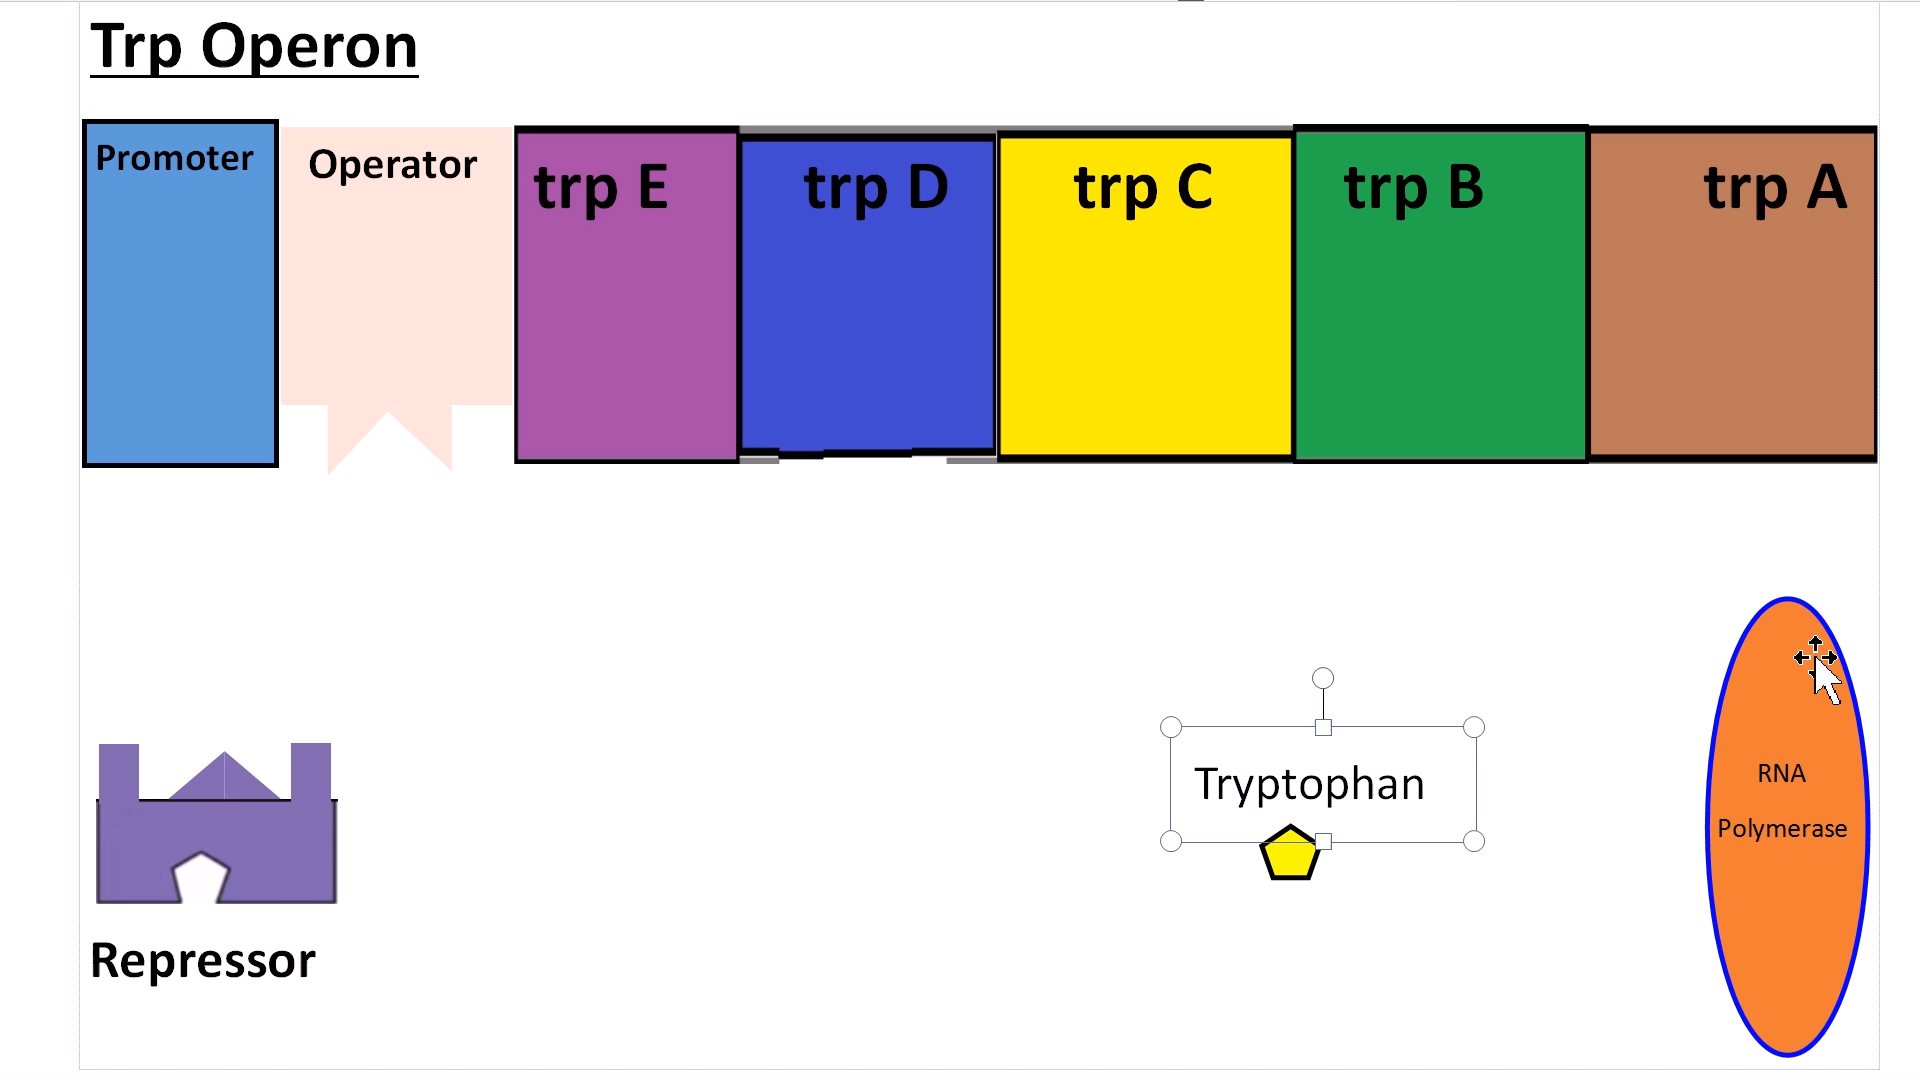 Trp Operon
Promoter
Operator
trp E
trp D
trp C
trp B
trp A
Tryptophan
RNA
Polymerase
Repressor